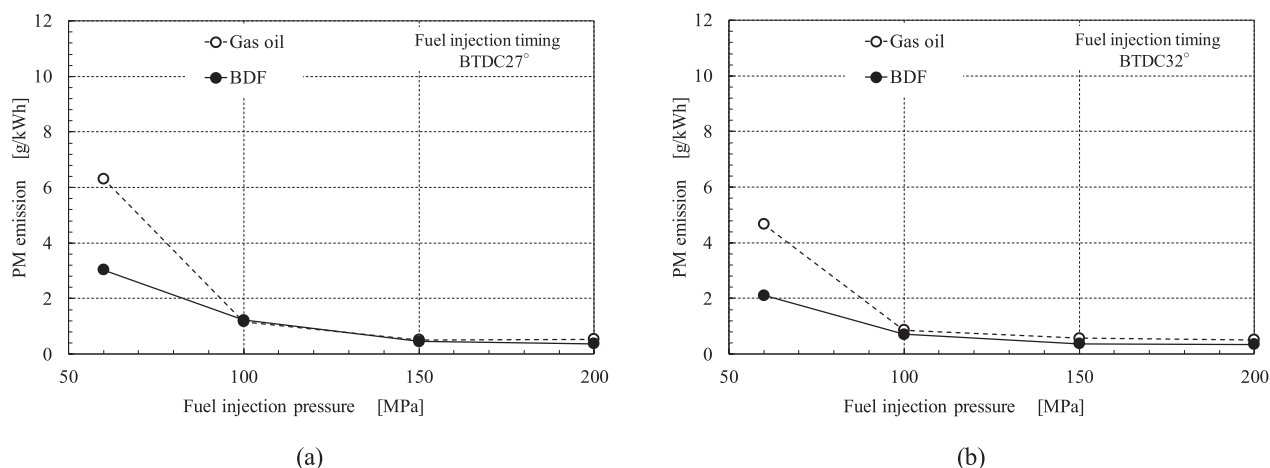 12
10
8
6
4
2
0
PM emission [g/kWh]
Gas oil
BDF
Fuel injection timing
BTDC27°
50 100 150 200
Fuel injection pressure [MPa]
(a)
12
10
8
6
4
2
0
PM emission [g/kWh]
Gas oil
BDF
Fuel injection timing
BTDC32°
50 100 150 200
Fuel injection pressure [MPa]
(b)